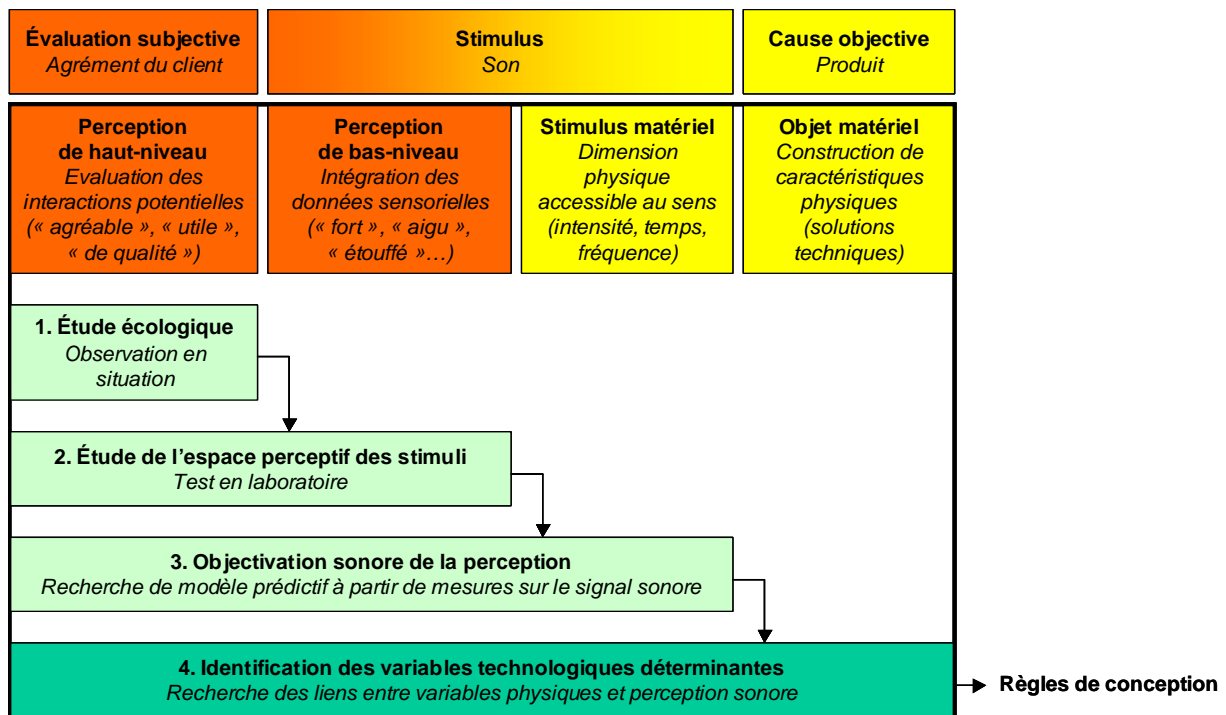 Évaluation subjective
Agrément du client
Stimulus
Son
Cause objective
Produit
Perception
de haut-niveau
Evaluation des
interactions potentielles
(« agréable », « utile »,
« de qualité »)
Perception
de bas-niveau
Intégration des
données sensorielles
(« fort », « aigu »,
« étouffé »…)
Stimulus matériel
Dimension
physique
accessible au sens
(intensité, temps,
fréquence)
Objet matériel
Construction de
caractéristiques
physiques
(solutions
techniques)
1. Étude écologique
Observation en
situation
2. Étude de l'espace perceptif des stimuli
Test en laboratoire
3. Objectivation sonore de la perception
Recherche de modèle prédictif à partir de mesures sur le signal sonore
4. Identification des variables technologiques déterminantes
Recherche des liens entre variables physiques et perception sonore
Règles de conception